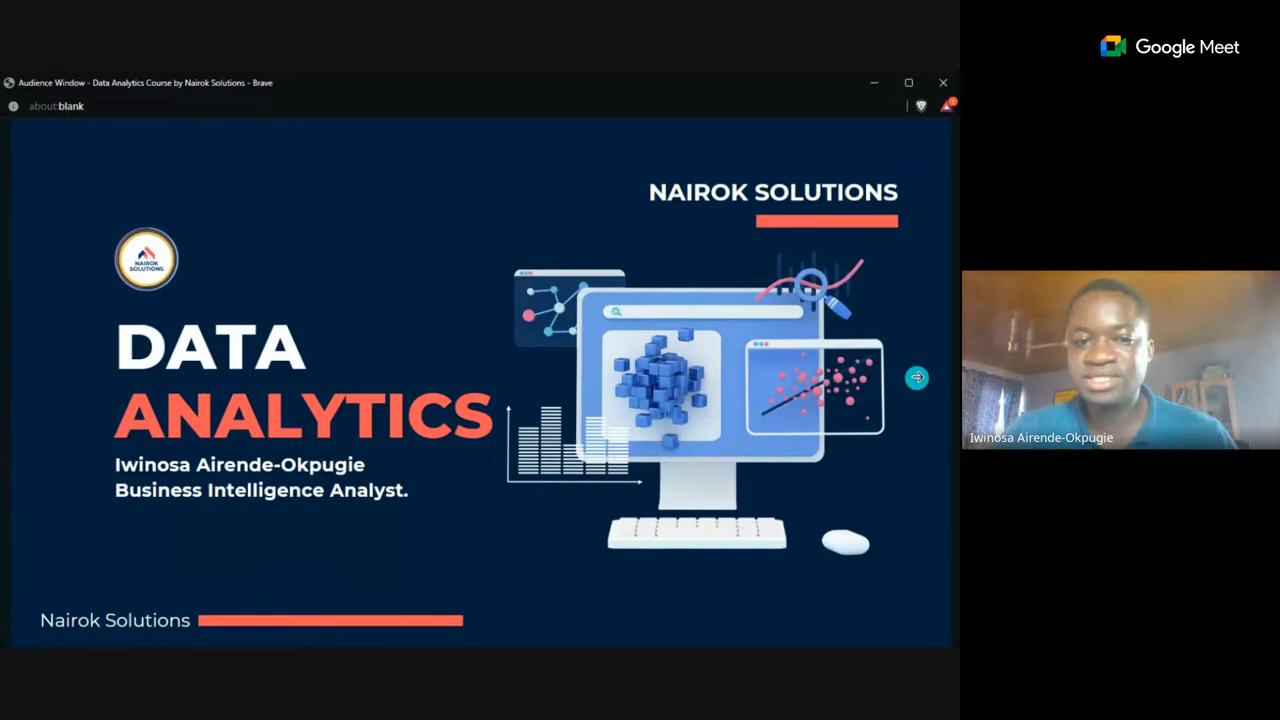 Google Meet
Audience Window - Data Analytics Course by Nairok Solutions - Brave
about:blank
NAIROK SOLUTIONS
NAIROK
SOLUTIONS
DATA
ANALYTICS
Iwinosa Airende-Okpugie
Business Intelligence Analyst.
Iwinosa Airende-Okpugie
Nairok Solutions